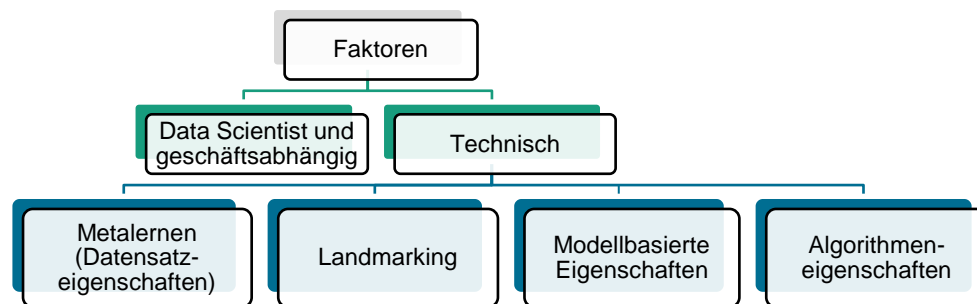 Faktoren
Data Scientist und
geschäftsabhängig
Technisch
Metalernen
(Datensatz-
eigenschaften)
Landmarking
Modellbasierte
Eigenschaften
Algorithmen-
eigenschaften